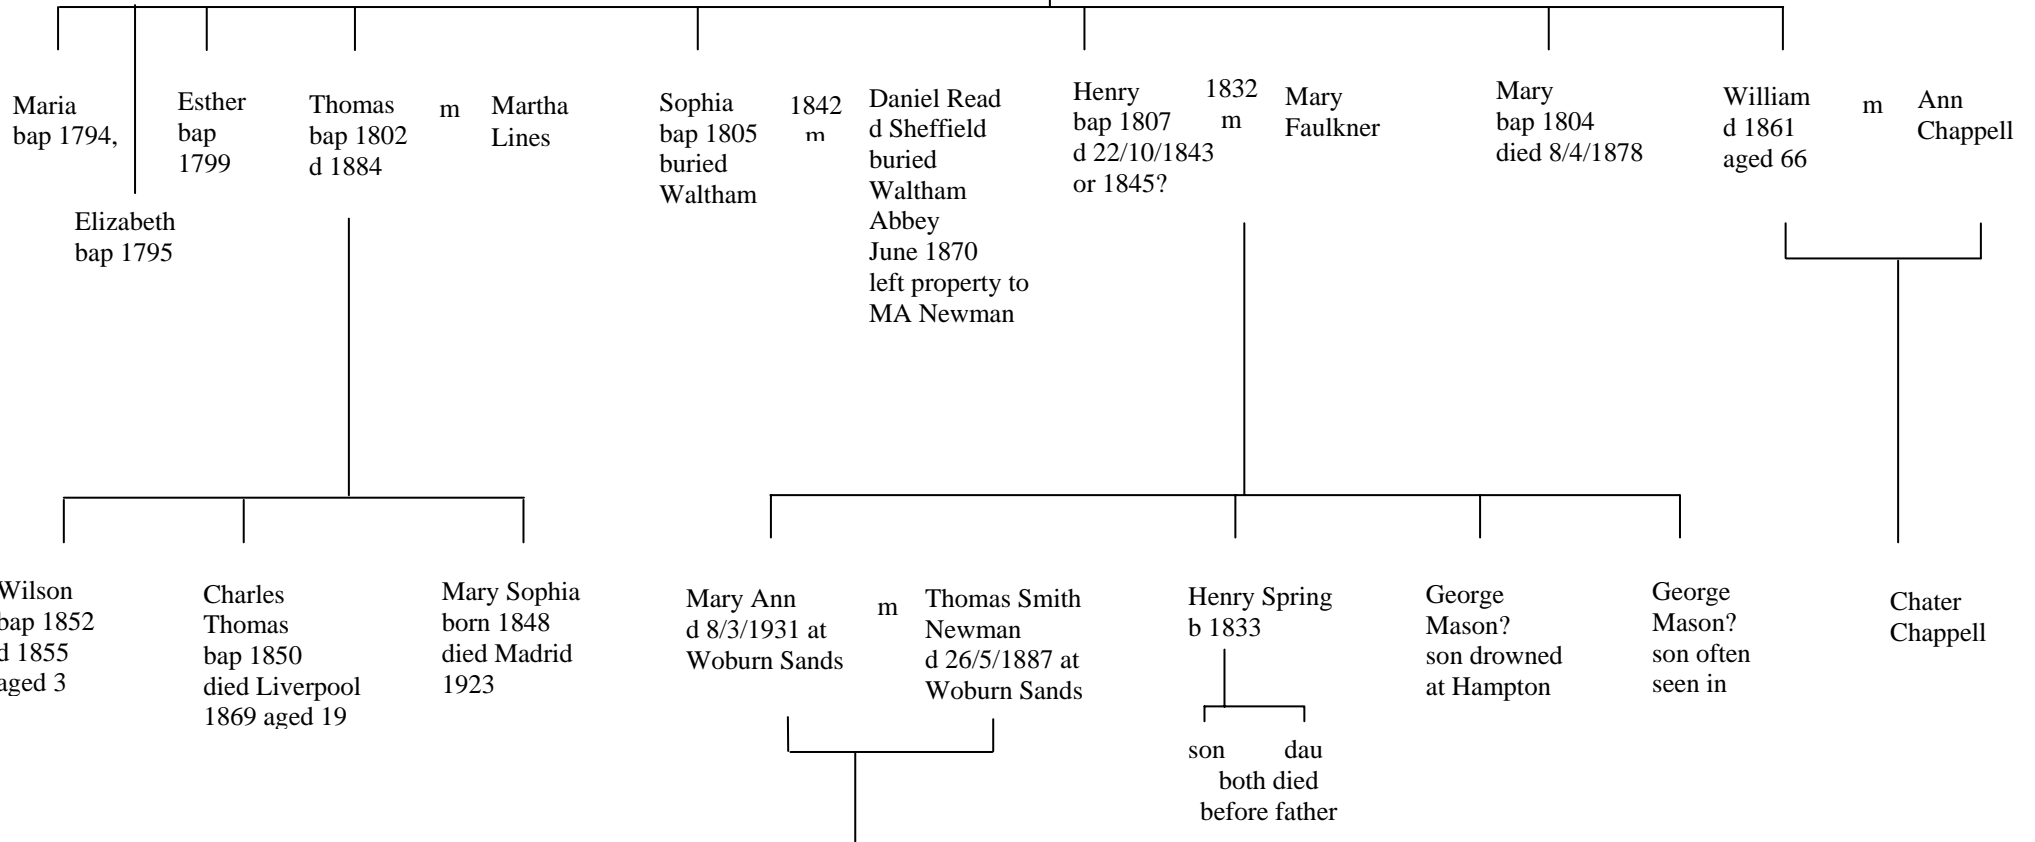 Maria
bap 1794,
Elizabeth
bap 1795
Esther
bap
1799
Thomas
bap 1802
d 1884
m
Martha
Lines
Sophia
bap 1805
buried
Waltham
1842
m
Daniel Read
d Sheffield
buried
Waltham
Abbey
June 1870
left property to
MA Newman
Henry
bap 1807
d 22/10/1843
or 1845?
1832
m
Mary
Faulkner
Mary
bap 1804
died 8/4/1878
William
d 1861
aged 66
m
Ann
Chappell
Wilson
bap 1852
d 1855
aged 3
Charles
Thomas
bap 1850
died Liverpool
1869 aged 19
Mary Sophia
born 1848
died Madrid
1923
Mary Ann
d 8/3/1931 at
Woburn Sands
m
Thomas Smith
Newman
d 26/5/1887 at
Woburn Sands
Henry Spring
b 1833
son dau
both died
before father
George
Mason?
son drowned
at Hampton
George
Mason?
son often
seen in
Chater
Chappell